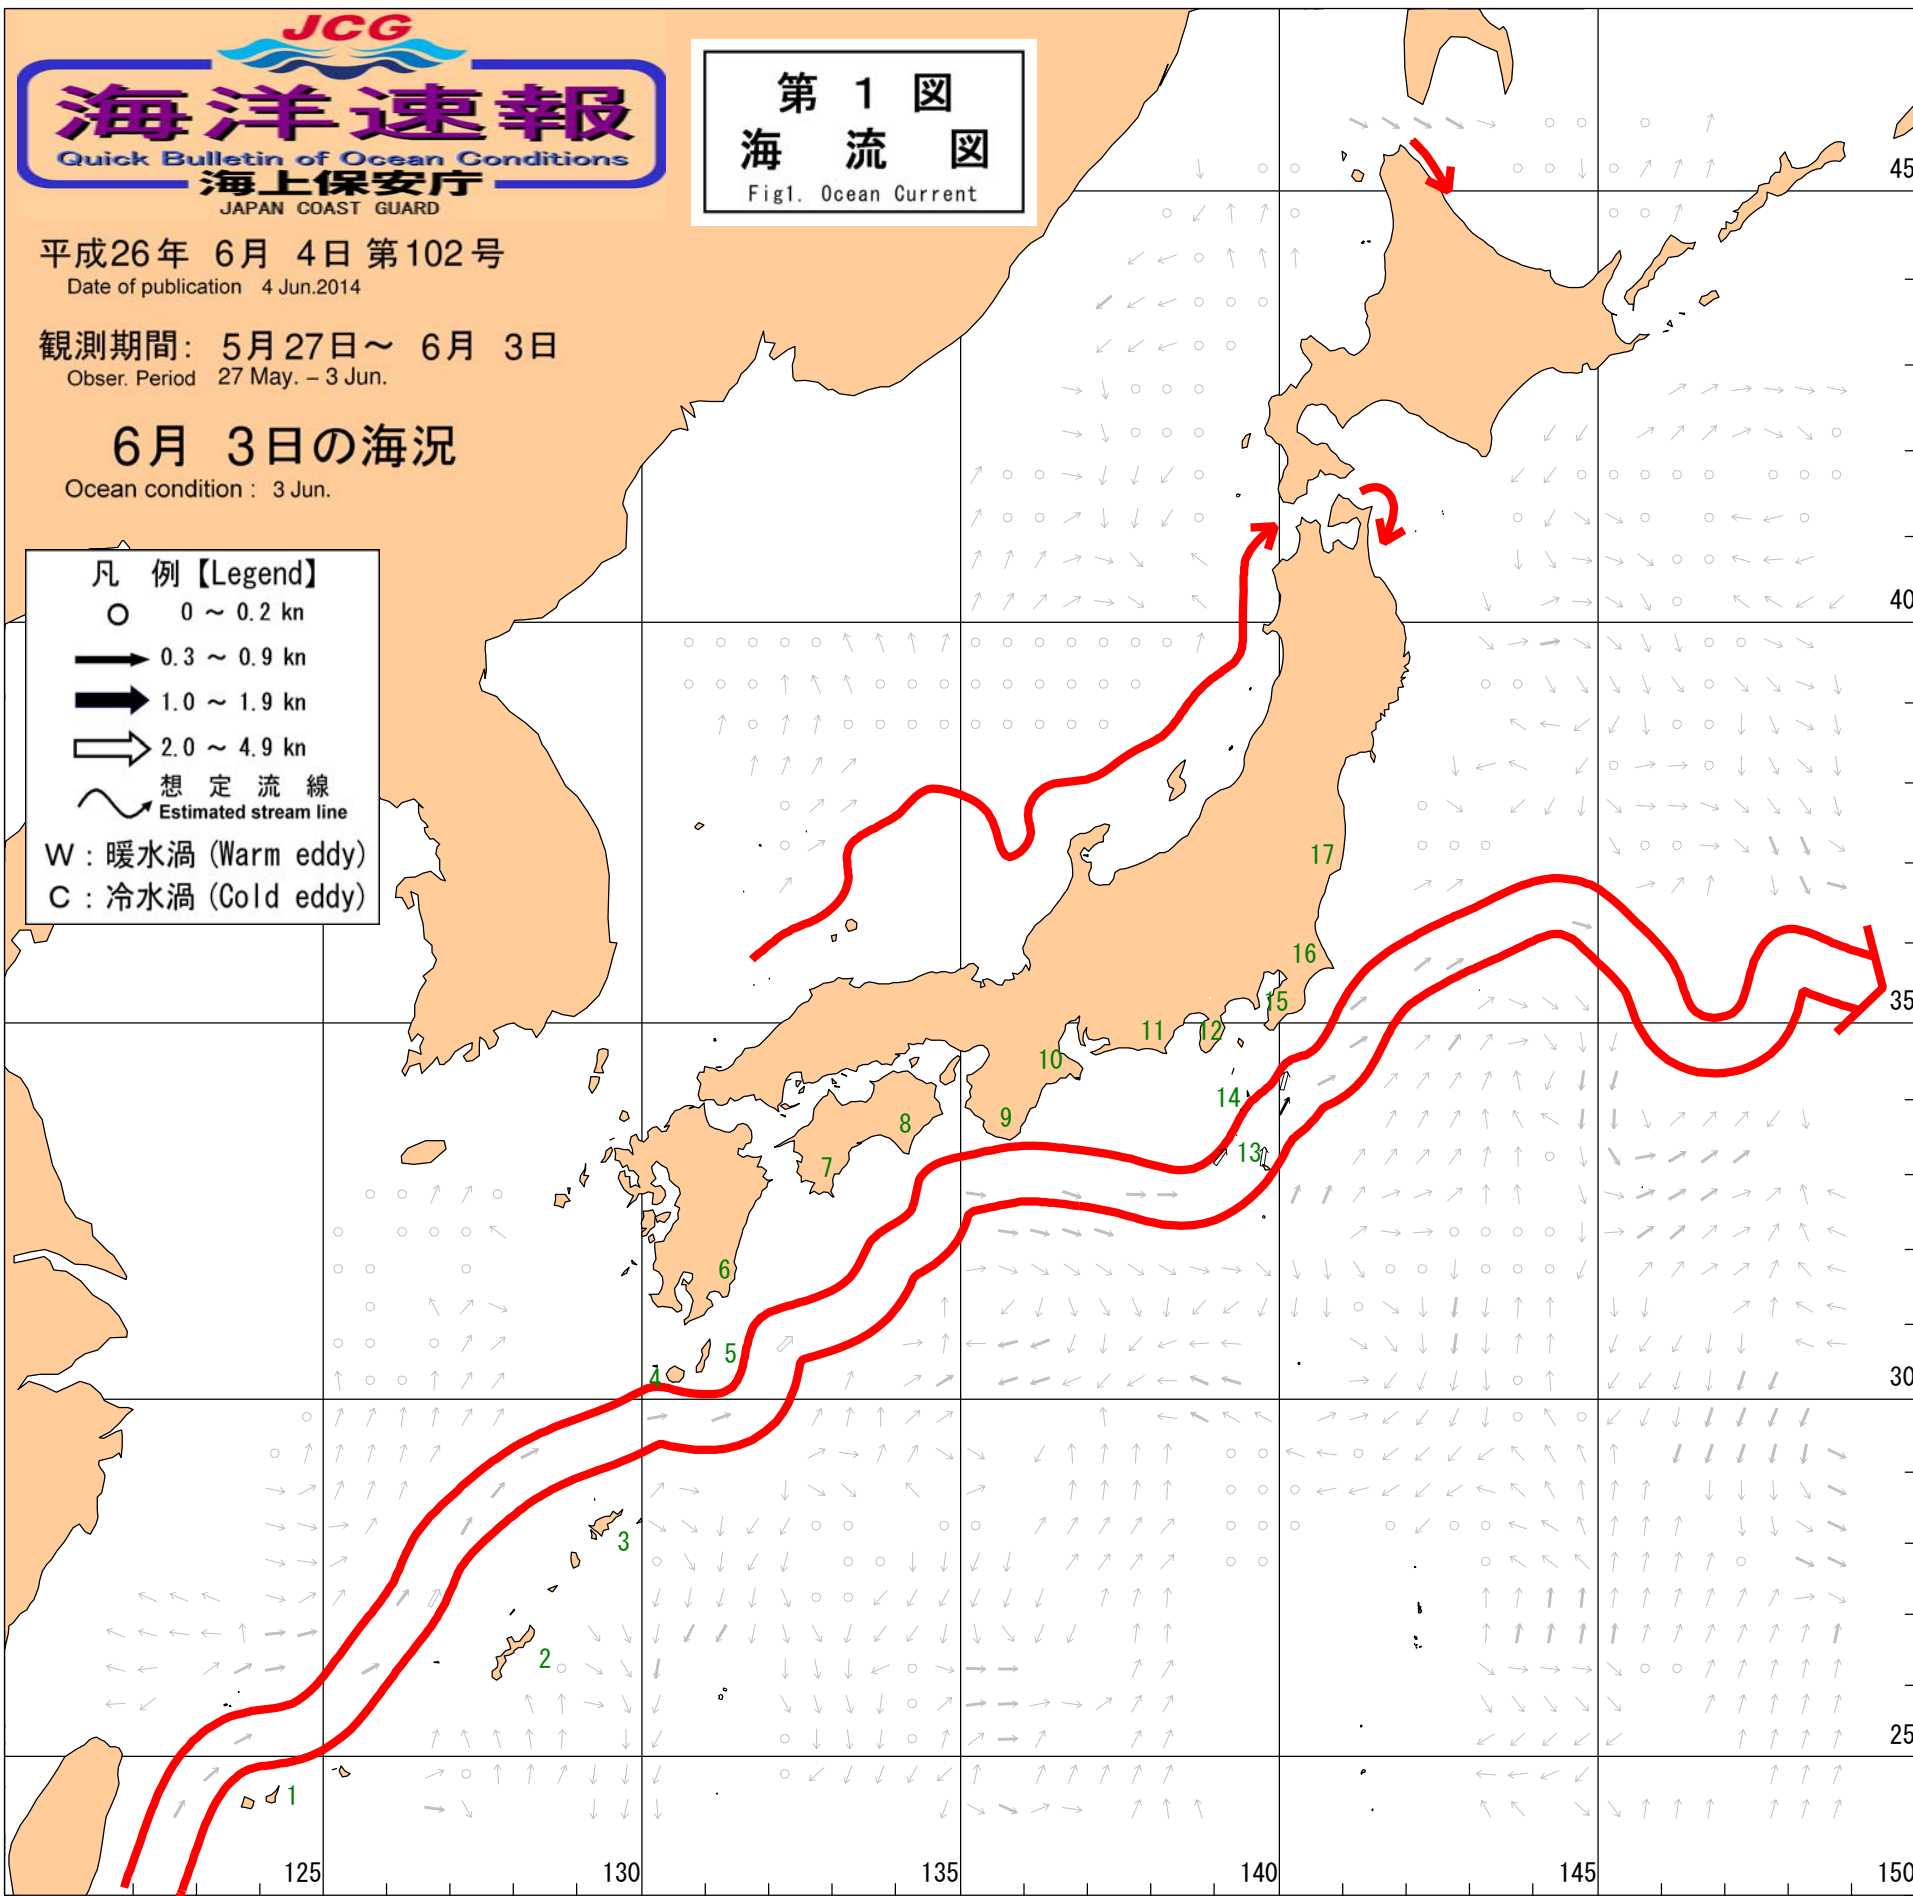 JCG
海洋速報
Quick Bulletin of Ocean Conditions
海上保安庁
JAPAN COAST GUARD
平成26年 6月 4日 第102号
Date of publication 4 Jun.2014
観測期間: 5月27日～ 6月 3日
Obser. Period 27 May. – 3 Jun.
6月 3日の海況
Ocean condition : 3 Jun.
第 1 図
海 流 図
Fig1. Ocean Current
凡 例【Legend】
0 ～ 0.2 kn
0.3 ～ 0.9 kn
1.0 ～ 1.9 kn
2.0 ～ 4.9 kn
想 定 流 線
Estimated stream line
W : 暖水渦 (Warm eddy)
C : 冷水渦 (Cold eddy)
45
40
17
16
35
15
11
12
10
14
8
9
13
7
6
5
4
30
3
2
25
1
125
130
135
140
145
150